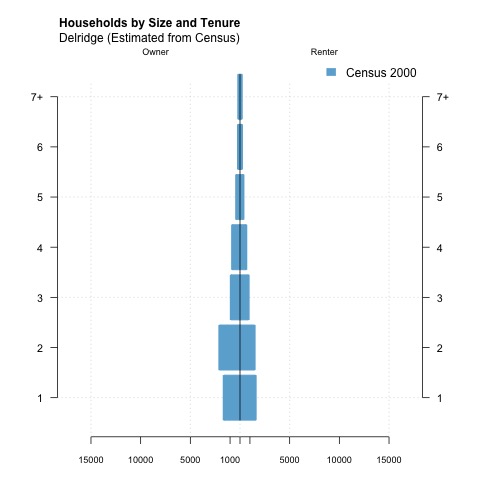 Households by Size and Tenure
Delridge (Estimated from Census)
Owner Renter
Census 2000
7+ 7+
6 6
5 5
4 4
3 3
2 2
1 1
15000 10000 5000 1000 5000 10000 15000